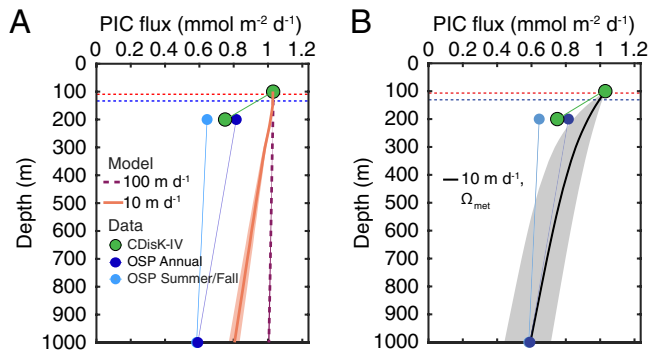 A
PIC flux (mmol m-2 d-1)
0 0.2 0.4 0.6 0.8 1 1.2
0
100
200
300
400
500
600
700
800
900
1000
Depth (m)
Model
100 m d-1
10 m d-1
Data
CDisK-IV
OSP Annual
OSP Summer/Fall
B
PIC flux (mmol m-2 d-1)
0 0.2 0.4 0.6 0.8 1 1.2
0
100
200
300
400
500
600
700
800
900
1000
Depth (m)
10 m d-1,
Ωmet